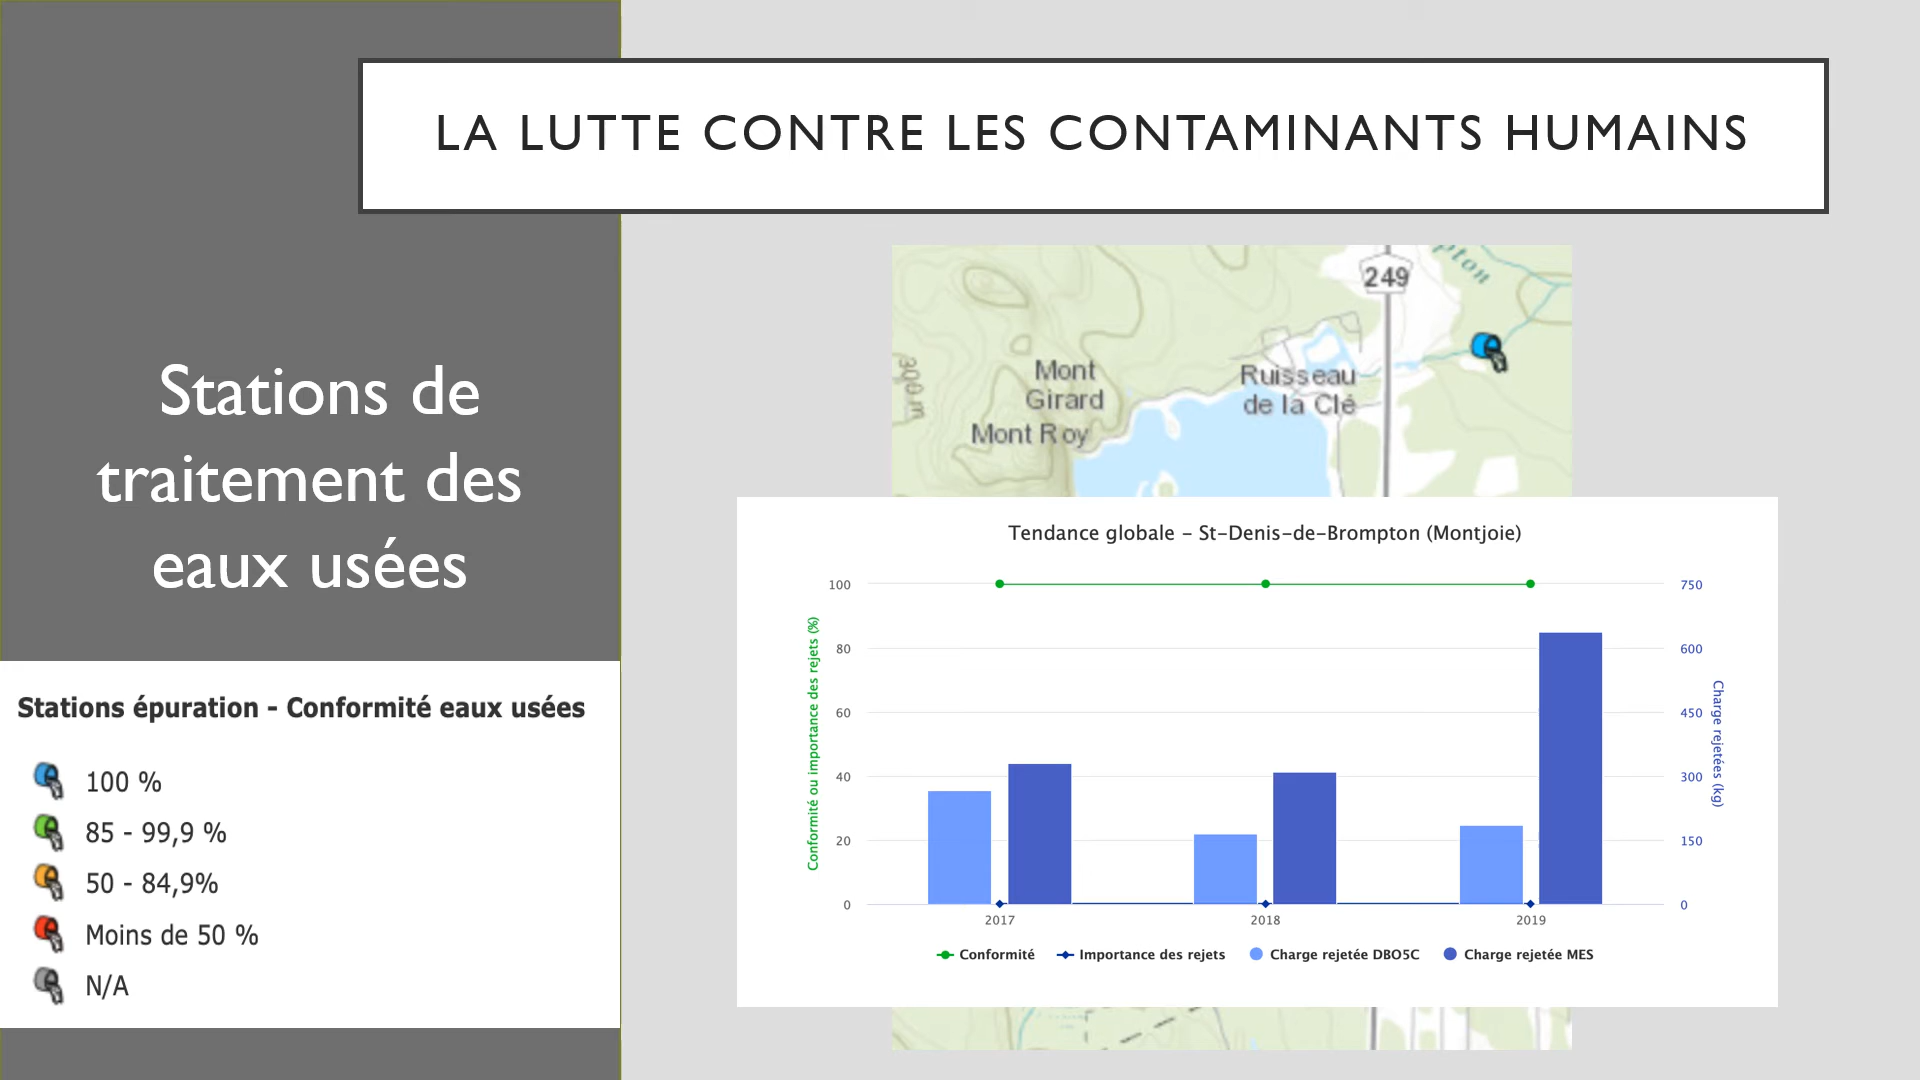 LA LUTTE CONTRE LES CONTAMINANTS HUMAINS
Stations de
traitement des
eaux usées
Stations épuration - Conformité eaux usées
100 %
85 - 99,9 %
50 - 84,9%
Moins de 50 %
N/A
249
pton
300 m
Mont
Girard
Mont Roy
Ruisseau
de la Clé
Tendance globale - St-Denis-de-Brompton (Montjoie)
Conformité ou importance des rejets (%)
100
80
60
40
20
0
750
600
450
300
150
0
Charge rejetées (kg)
2017
2018
2019
Conformité
Importance des rejets
Charge rejetée DBO5C
Charge rejetée MES